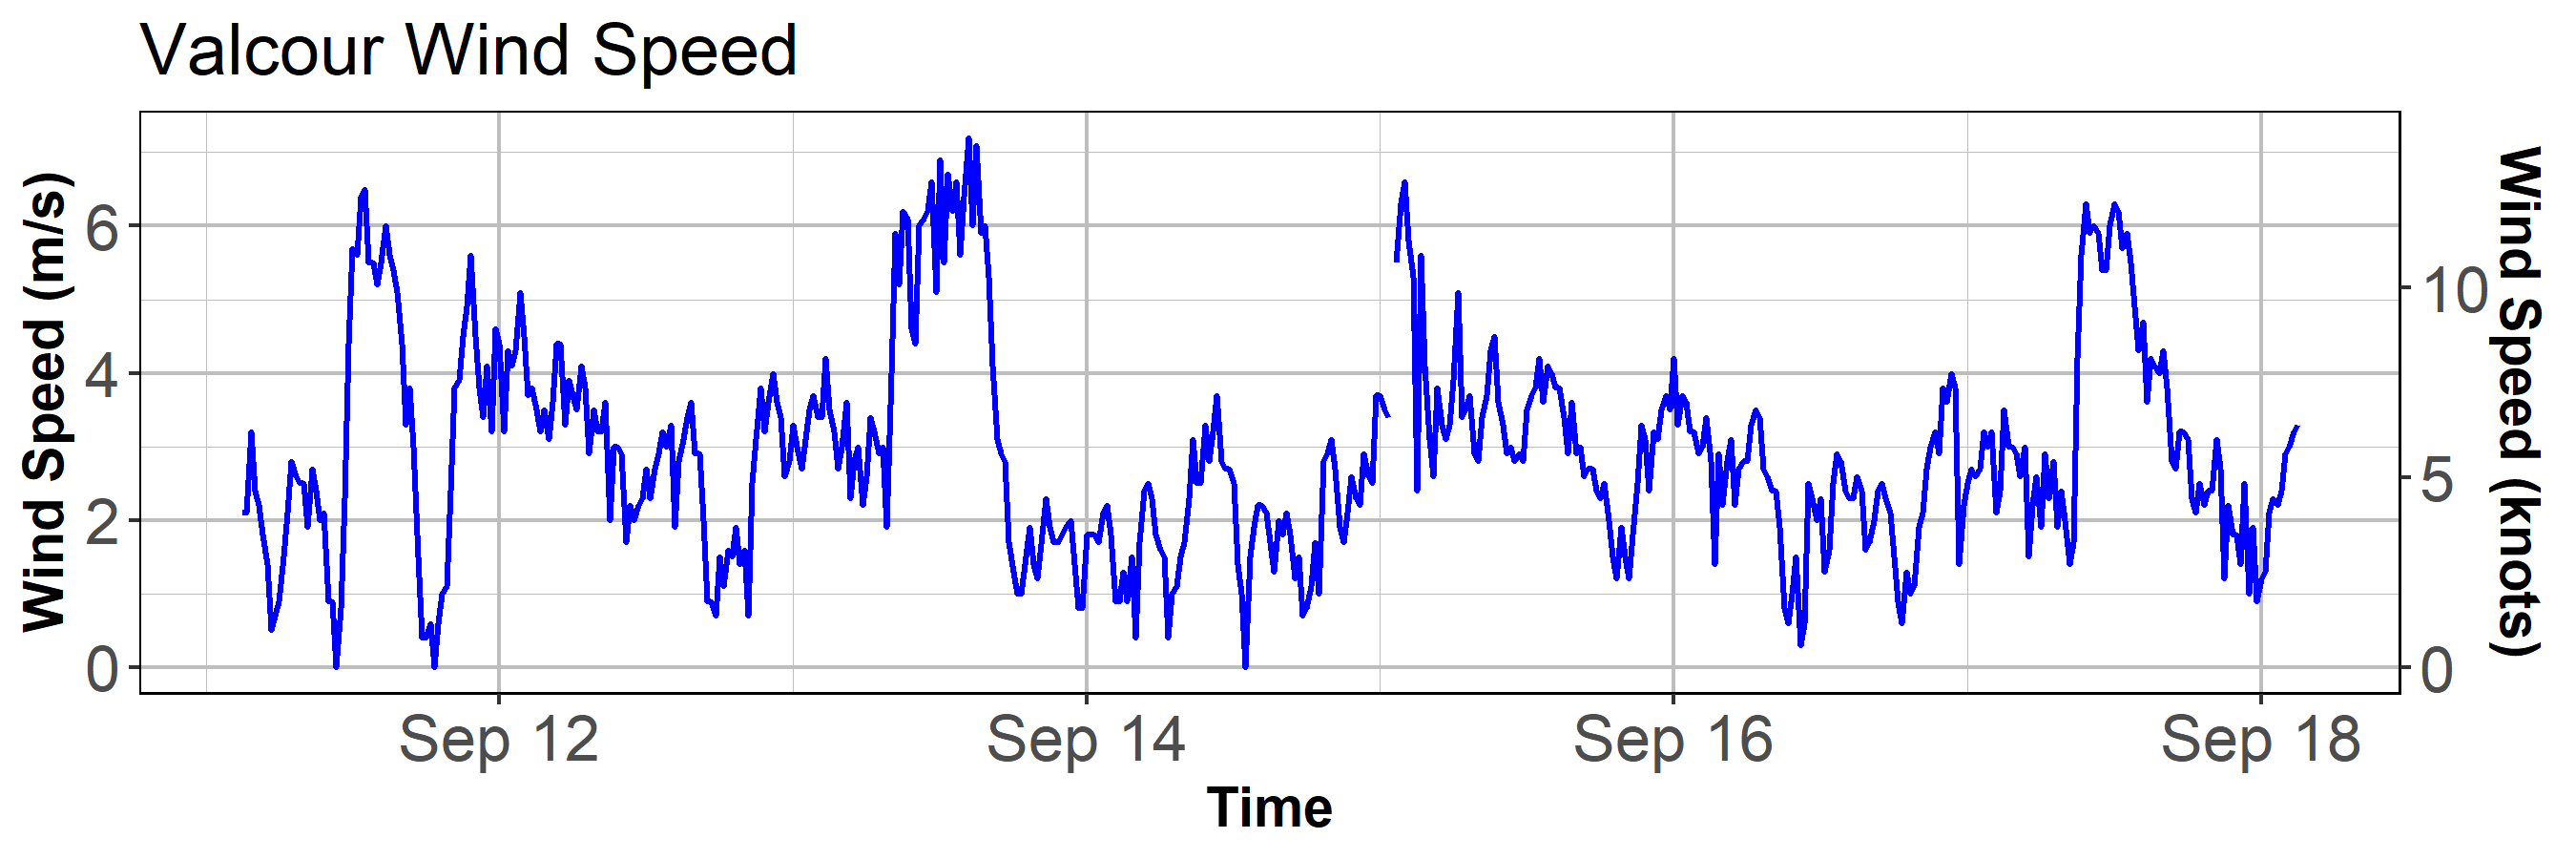 Valcour Wind Speed
Wind Speed (m/s)
6
4
2
0
10
5
0
Wind Speed (knots)
Sep 12
Sep 14
Sep 16
Sep 18
Time